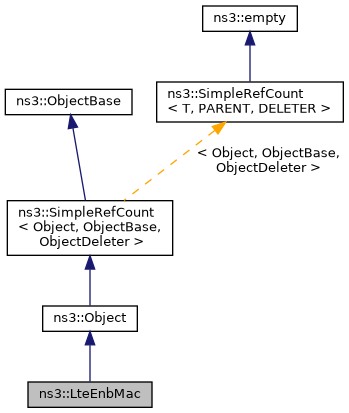 ns3::empty
ns3::ObjectBase
ns3::SimpleRefCount
< T, PARENT, DELETER >
< Object, ObjectBase,
ObjectDeleter >
ns3::SimpleRefCount
< Object, ObjectBase,
ObjectDeleter >
ns3::Object
ns3::LteEnbMac